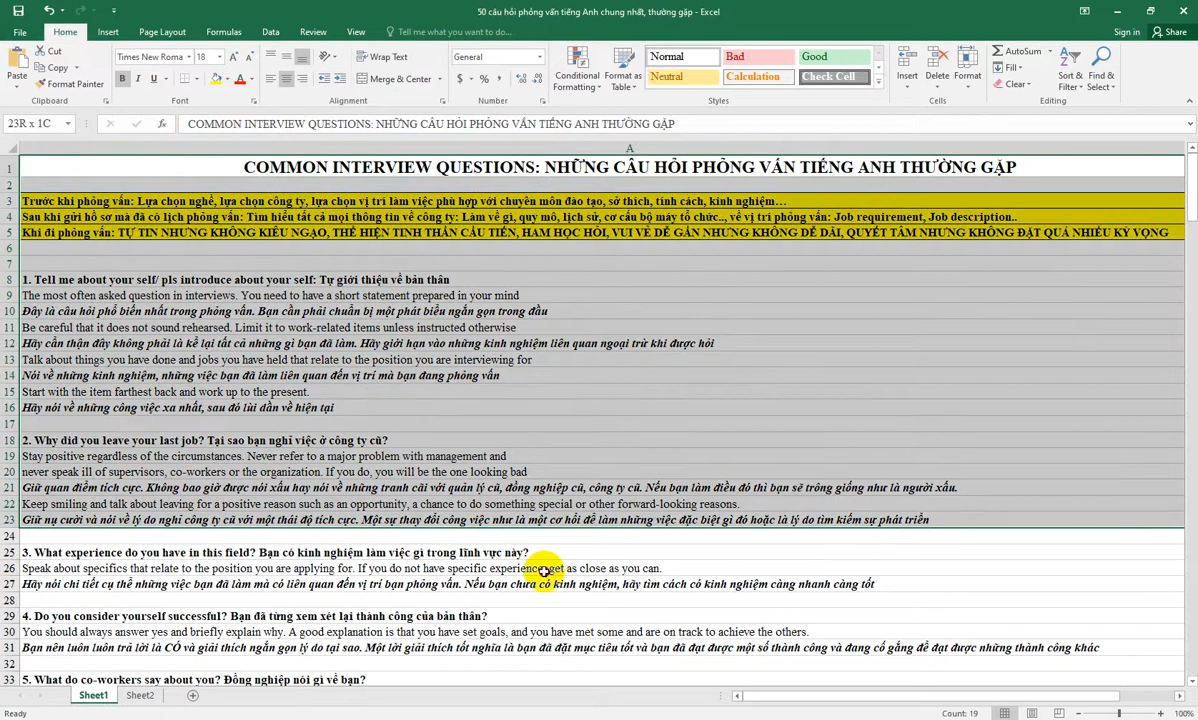 50 câu hỏi phỏng vấn tiếng Anh chung nhất, thường gặp - Excel
File Home Insert Page Layout Formulas Data Review View Tell me what you want to do... Sign in Share
Cut
Copy
Format Painter
Paste
Clipboard
Times New Roma 18
B I U
Font
Wrap Text
Merge & Center
Alignment
General
$ % ,
Number
Conditional Formatting
Format as Table
Normal Bad Good
Neutral Calculation Check Cell
Styles
Insert Delete Format
Cells
AutoSum
Fill
Clear
Sort & Filter
Find & Select
Editing
23R x 1C
fx
COMMON INTERVIEW QUESTIONS: NHỮNG CÂU HỎI PHỎNG VẤN TIẾNG ANH THƯỜNG GẶP
A
1 COMMON INTERVIEW QUESTIONS: NHỮNG CÂU HỎI PHỎNG VẤN TIẾNG ANH THƯỜNG GẶP
2
3 Trước khi phỏng vấn: Lựa chọn nghề, lựa chọn công ty, lựa chọn vị trí làm việc phù hợp với chuyên môn đào tạo, sở thích, tính cách, kinh nghiệm…
4 Sau khi gửi hồ sơ mà đã có lịch phỏng vấn: Tìm hiểu tất cả mọi thông tin về công ty: Làm về gì, quy mô, lịch sử, cơ cấu bộ máy tổ chức.., về vị trí phỏng vấn: Job requirement, Job description..
5 Khi đi phỏng vấn: TỰ TIN NHƯNG KHÔNG KIÊU NGẠO, THỂ HIỆN TINH THẦN CẦU TIẾN, HAM HỌC HỎI, VUI VẺ DỄ GẦN NHƯNG KHÔNG DỄ DÃI, QUYẾT TÂM NHƯNG KHÔNG ĐẶT QUÁ NHIỀU KỲ VỌNG
6
7
8 1. Tell me about your self/ pls introduce about your self: Tự giới thiệu về bản thân
9 The most often asked question in interviews. You need to have a short statement prepared in your mind
10 Đây là câu hỏi phổ biến nhất trong phỏng vấn. Bạn cần phải chuẩn bị một phát biểu ngắn gọn trong đầu
11 Be careful that it does not sound rehearsed. Limit it to work-related items unless instructed otherwise
12 Hãy cẩn thận đây không phải là kể lại tất cả những gì bạn đã làm. Hãy giới hạn vào những kinh nghiệm liên quan ngoại trừ khi được hỏi
13 Talk about things you have done and jobs you have held that relate to the position you are interviewing for
14 Nói về những kinh nghiệm, những việc bạn đã làm liên quan đến vị trí mà bạn đang phỏng vấn
15 Start with the item farthest back and work up to the present.
16 Hãy nói về những công việc xa nhất, sau đó lùi dần về hiện tại
17
18 2. Why did you leave your last job? Tại sao bạn nghỉ việc ở công ty cũ?
19 Stay positive regardless of the circumstances. Never refer to a major problem with management and
20 never speak ill of supervisors, co-workers or the organization. If you do, you will be the one looking bad
21 Giữ quan điểm tích cực. Không bao giờ được nói xấu hay nói về những tranh cãi với quản lý cũ, đồng nghiệp cũ, công ty cũ. Nếu bạn làm điều đó thì bạn sẽ trông giống như là người xấu.
22 Keep smiling and talk about leaving for a positive reason such as an opportunity, a chance to do something special or other forward-looking reasons.
23 Giữ nụ cười và nói về lý do nghỉ công ty cũ với một thái độ tích cực. Một sự thay đổi công việc như là một cơ hồi để làm những việc đặc biệt gì đó hoặc là lý do tìm kiếm sự phát triển
24
25 3. What experience do you have in this field? Bạn có kinh nghiệm làm việc gì trong lĩnh vực này?
26 Speak about specifics that relate to the position you are applying for. If you do not have specific experience, get as close as you can.
27 Hãy nói chi tiết cụ thể những việc bạn đã làm mà có liên quan đến vị trí bạn phỏng vấn. Nếu bạn chưa có kinh nghiệm, hãy tìm cách có kinh nghiệm càng nhanh càng tốt
28
29 4. Do you consider yourself successful? Bạn đã từng xem xét lại thành công của bản thân?
30 You should always answer yes and briefly explain why. A good explanation is that you have set goals, and you have met some and are on track to achieve the others.
31 Bạn nên luôn luôn trả lời là CÓ và giải thích ngắn gọn lý do tại sao. Một lời giải thích tốt nghĩa là bạn đã đặt mục tiêu tốt và bạn đã đạt được một số thành công và đang cố gắng để đạt được những thành công khác
32
33 5. What do co-workers say about you? Đồng nghiệp nói gì về bạn?
Sheet1 Sheet2
Ready
Count: 19
100%